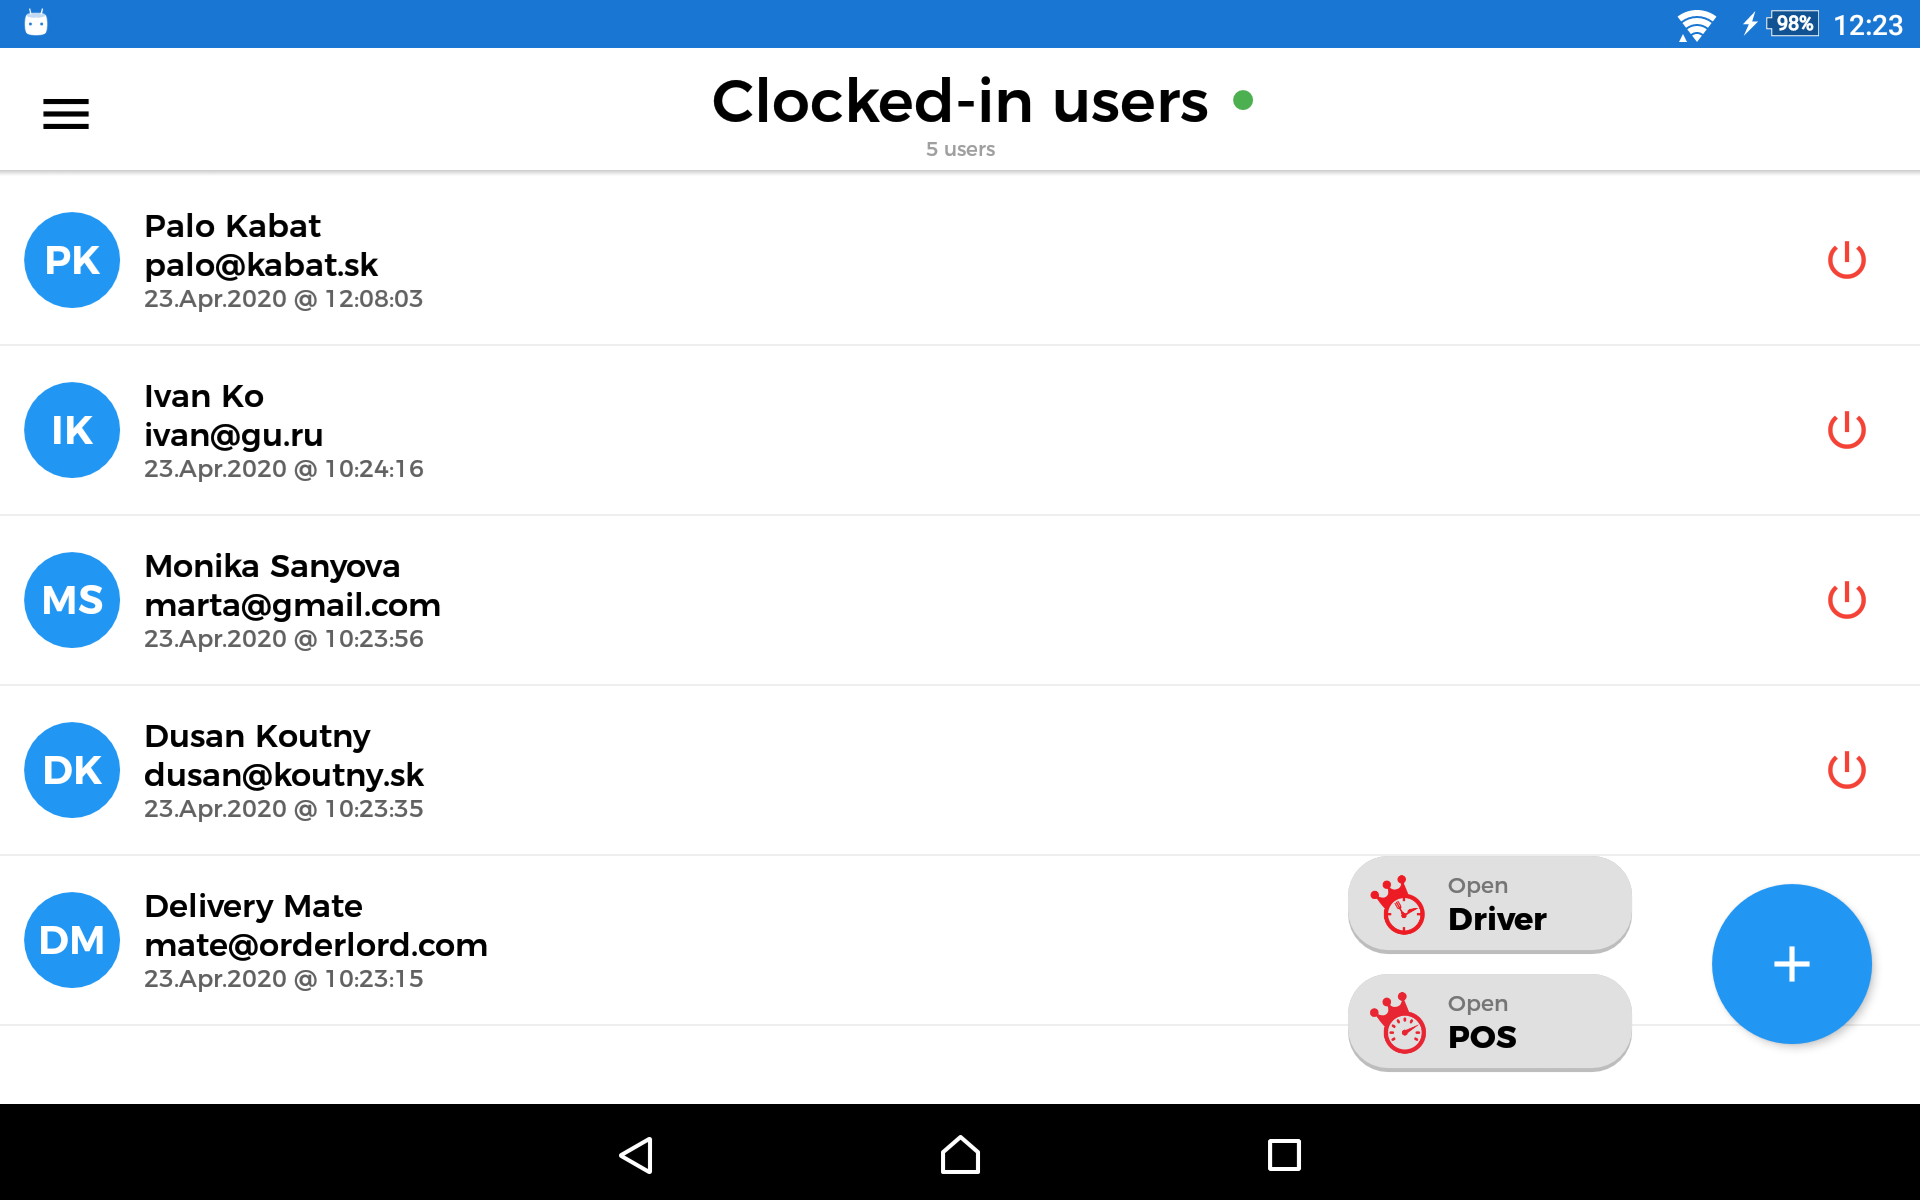 98% 12:23
Clocked-in users
5 users
PK
Palo Kabat
palo@kabat.sk
23.Apr.2020 @ 12:08:03
IK
Ivan Ko
ivan@gu.ru
23.Apr.2020 @ 10:24:16
MS
Monika Sanyova
marta@gmail.com
23.Apr.2020 @ 10:23:56
DK
Dusan Koutny
dusan@koutny.sk
23.Apr.2020 @ 10:23:35
DM
Delivery Mate
mate@orderlord.com
23.Apr.2020 @ 10:23:15
Open
Driver
Open
POS